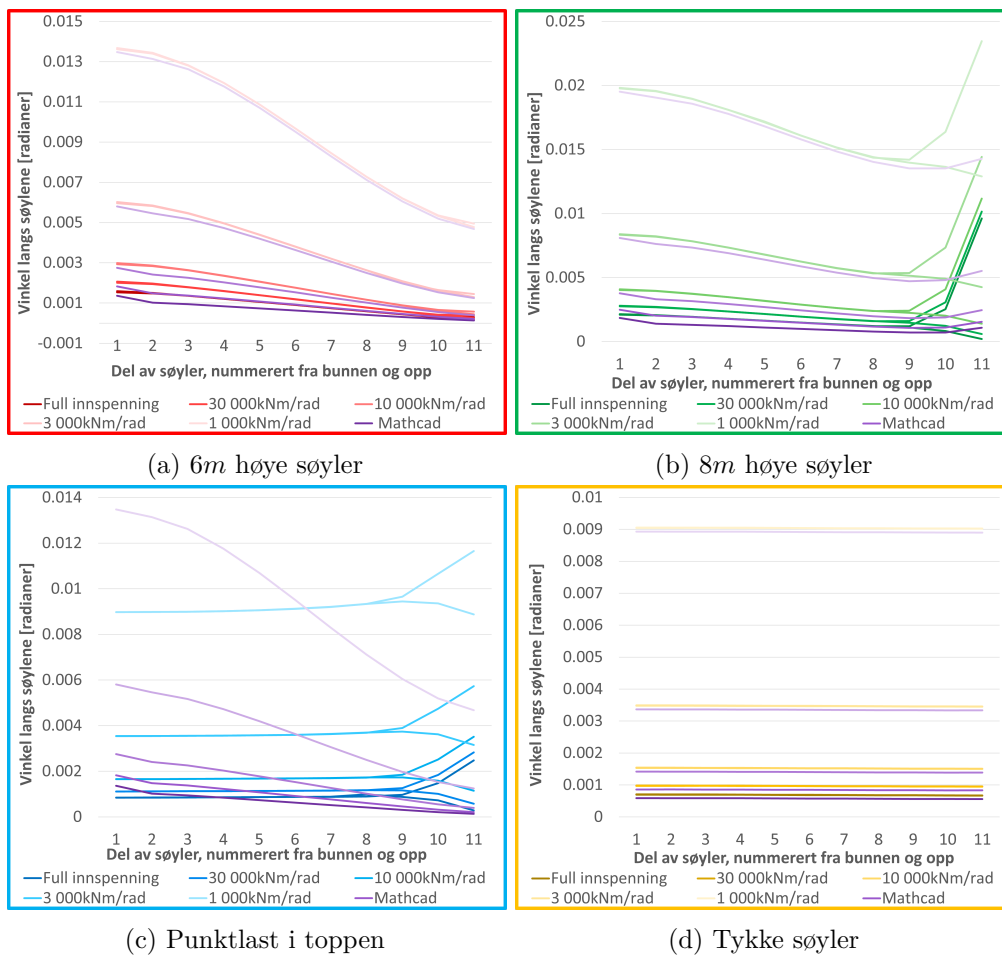 Vinkel langs søylene [radianer]
0.015
0.013
0.011
0.009
0.007
0.005
0.003
0.001
-0.001
1 2 3 4 5 6 7 8 9 10 11
Del av søyler, nummerert fra bunnen og opp
Full innspenning 30 000kNm/rad 10 000kNm/rad
3 000kNm/rad 1 000kNm/rad Mathcad
(a) 6m høye søyler
Vinkel langs søylene [radianer]
0.025
0.02
0.015
0.01
0.005
0
1 2 3 4 5 6 7 8 9 10 11
Del av søyler, nummerert fra bunnen og opp
Full innspenning 30 000kNm/rad 10 000kNm/rad
3 000kNm/rad 1 000kNm/rad Mathcad
(b) 8m høye søyler
Vinkel langs søylene [radianer]
0.014
0.012
0.01
0.008
0.006
0.004
0.002
0
1 2 3 4 5 6 7 8 9 10 11
Del av søyler, nummerert fra bunnen og opp
Full innspenning 30 000kNm/rad 10 000kNm/rad
3 000kNm/rad 1 000kNm/rad Mathcad
(c) Punktlast i toppen
Vinkel langs søylene [radianer]
0.01
0.009
0.008
0.007
0.006
0.005
0.004
0.003
0.002
0.001
0
1 2 3 4 5 6 7 8 9 10 11
Del av søyler, nummerert fra bunnen og opp
Full innspenning 30 000kNm/rad 10 000kNm/rad
3 000kNm/rad 1 000kNm/rad Mathcad
(d) Tykke søyler